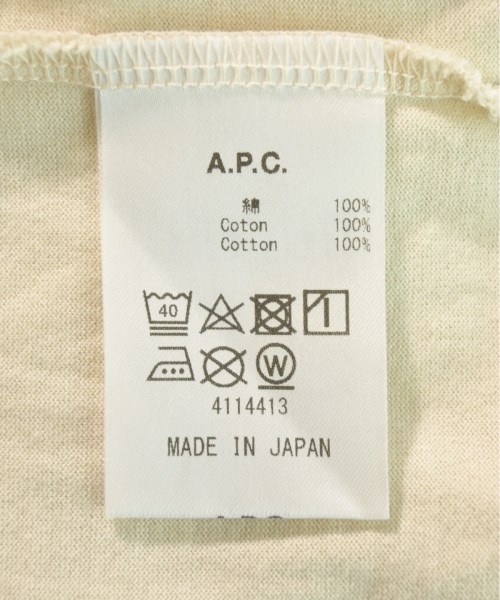 A.P.C.
綿 100%
Coton 100%
Cotton 100%
40
W
4114413
MADE IN JAPAN